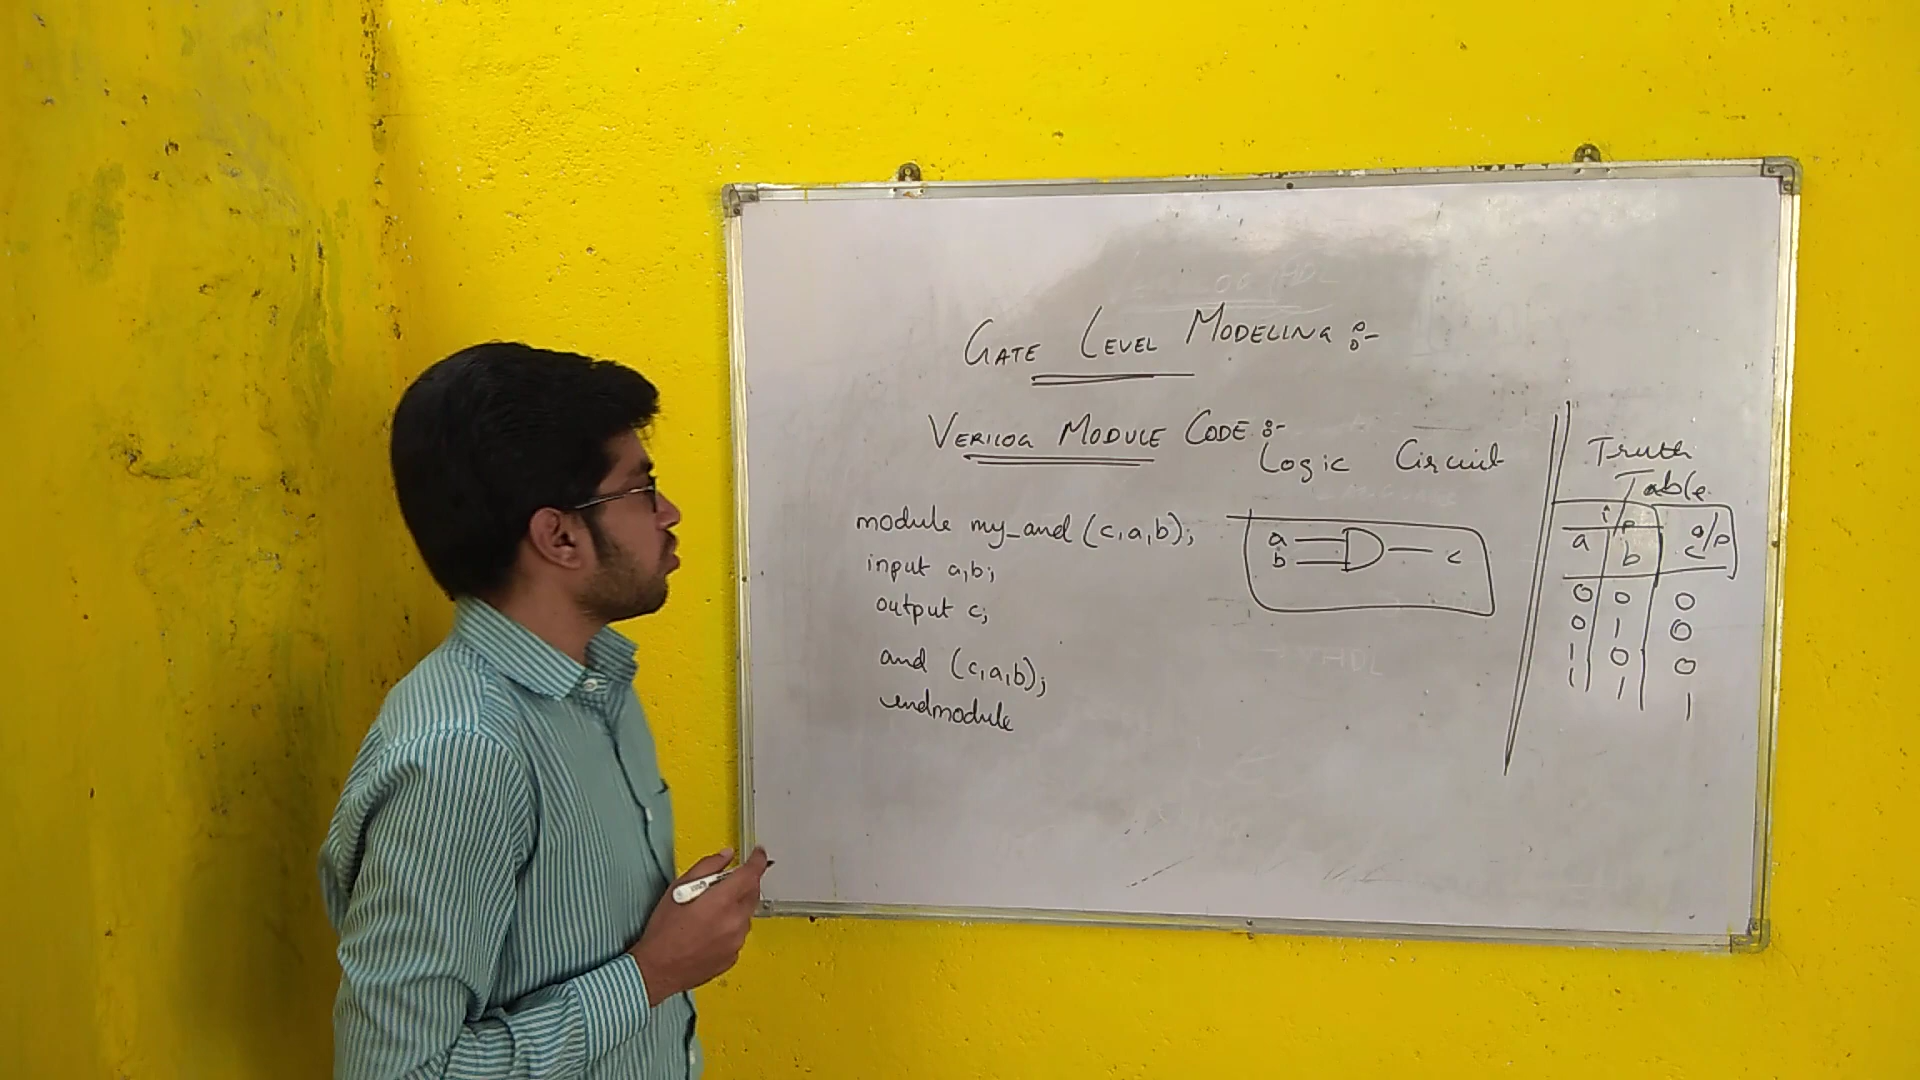 GATE LEVEL MODELING :-
VERILOG MODULE CODE :-
module my_and (c,a,b);
input a,b;
output c;
and (c,a,b);
endmodule
Logic Circuit
a
b
c
Truth
Table
i/p
o/p
a b c
0 0 0
0 1 0
1 0 0
1 1 1